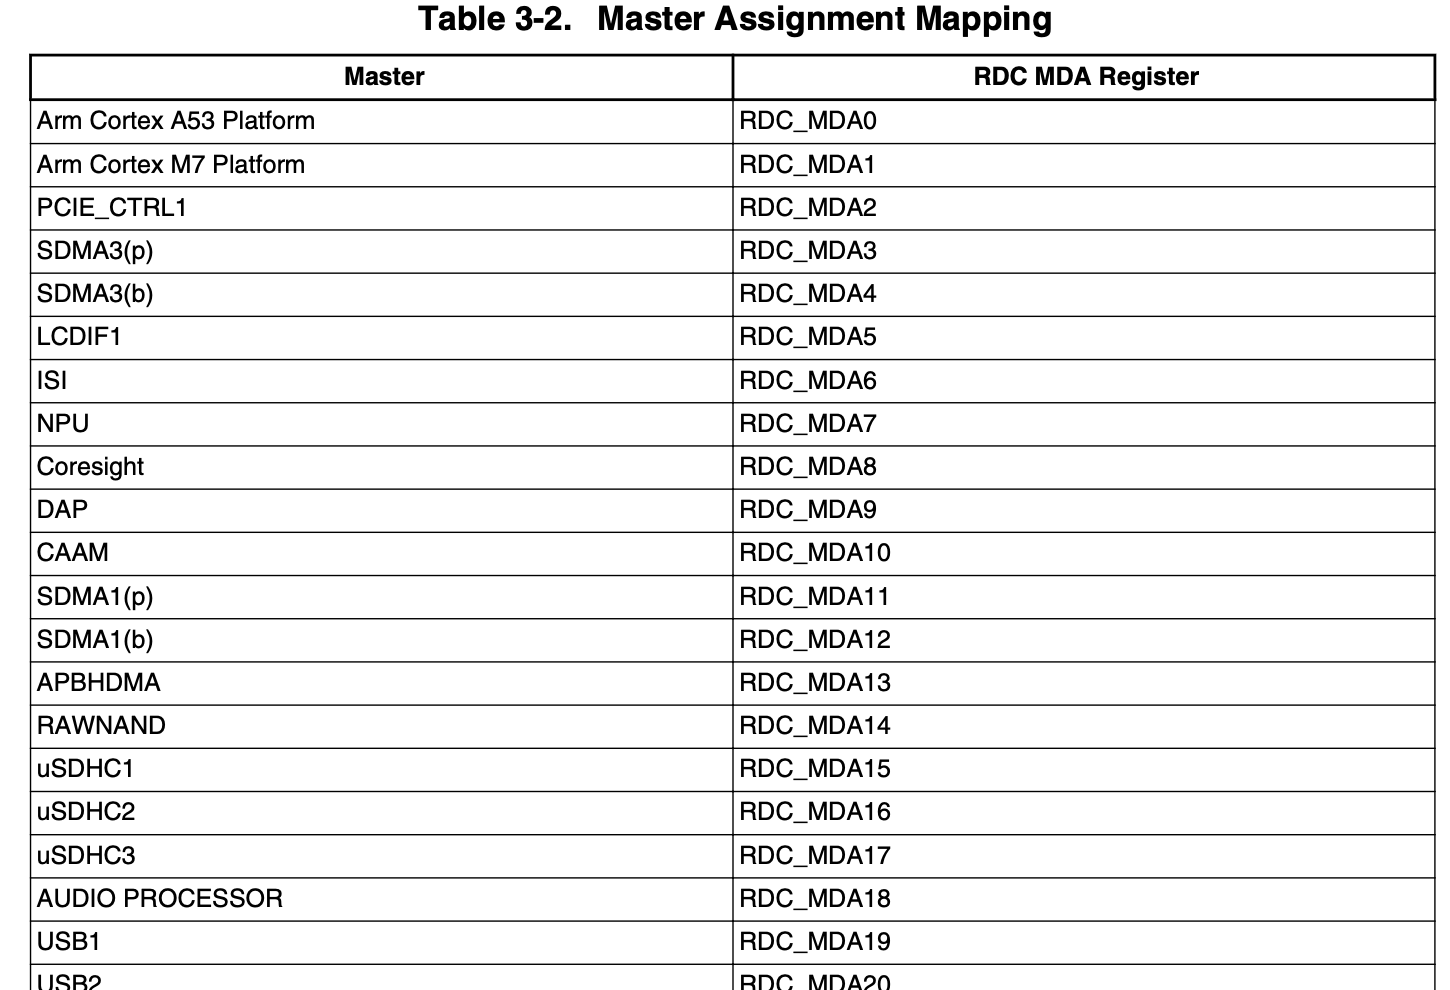 Table 3-2. Master Assignment Mapping
Master RDC MDA Register
Arm Cortex A53 Platform RDC_MDA0
Arm Cortex M7 Platform RDC_MDA1
PCIE_CTRL1 RDC_MDA2
SDMA3(p) RDC_MDA3
SDMA3(b) RDC_MDA4
LCDIF1 RDC_MDA5
ISI RDC_MDA6
NPU RDC_MDA7
Coresight RDC_MDA8
DAP RDC_MDA9
CAAM RDC_MDA10
SDMA1(p) RDC_MDA11
SDMA1(b) RDC_MDA12
APBHDMA RDC_MDA13
RAWNAND RDC_MDA14
uSDHC1 RDC_MDA15
uSDHC2 RDC_MDA16
uSDHC3 RDC_MDA17
AUDIO PROCESSOR RDC_MDA18
USB1 RDC_MDA19
USB2 RDC_MDA20